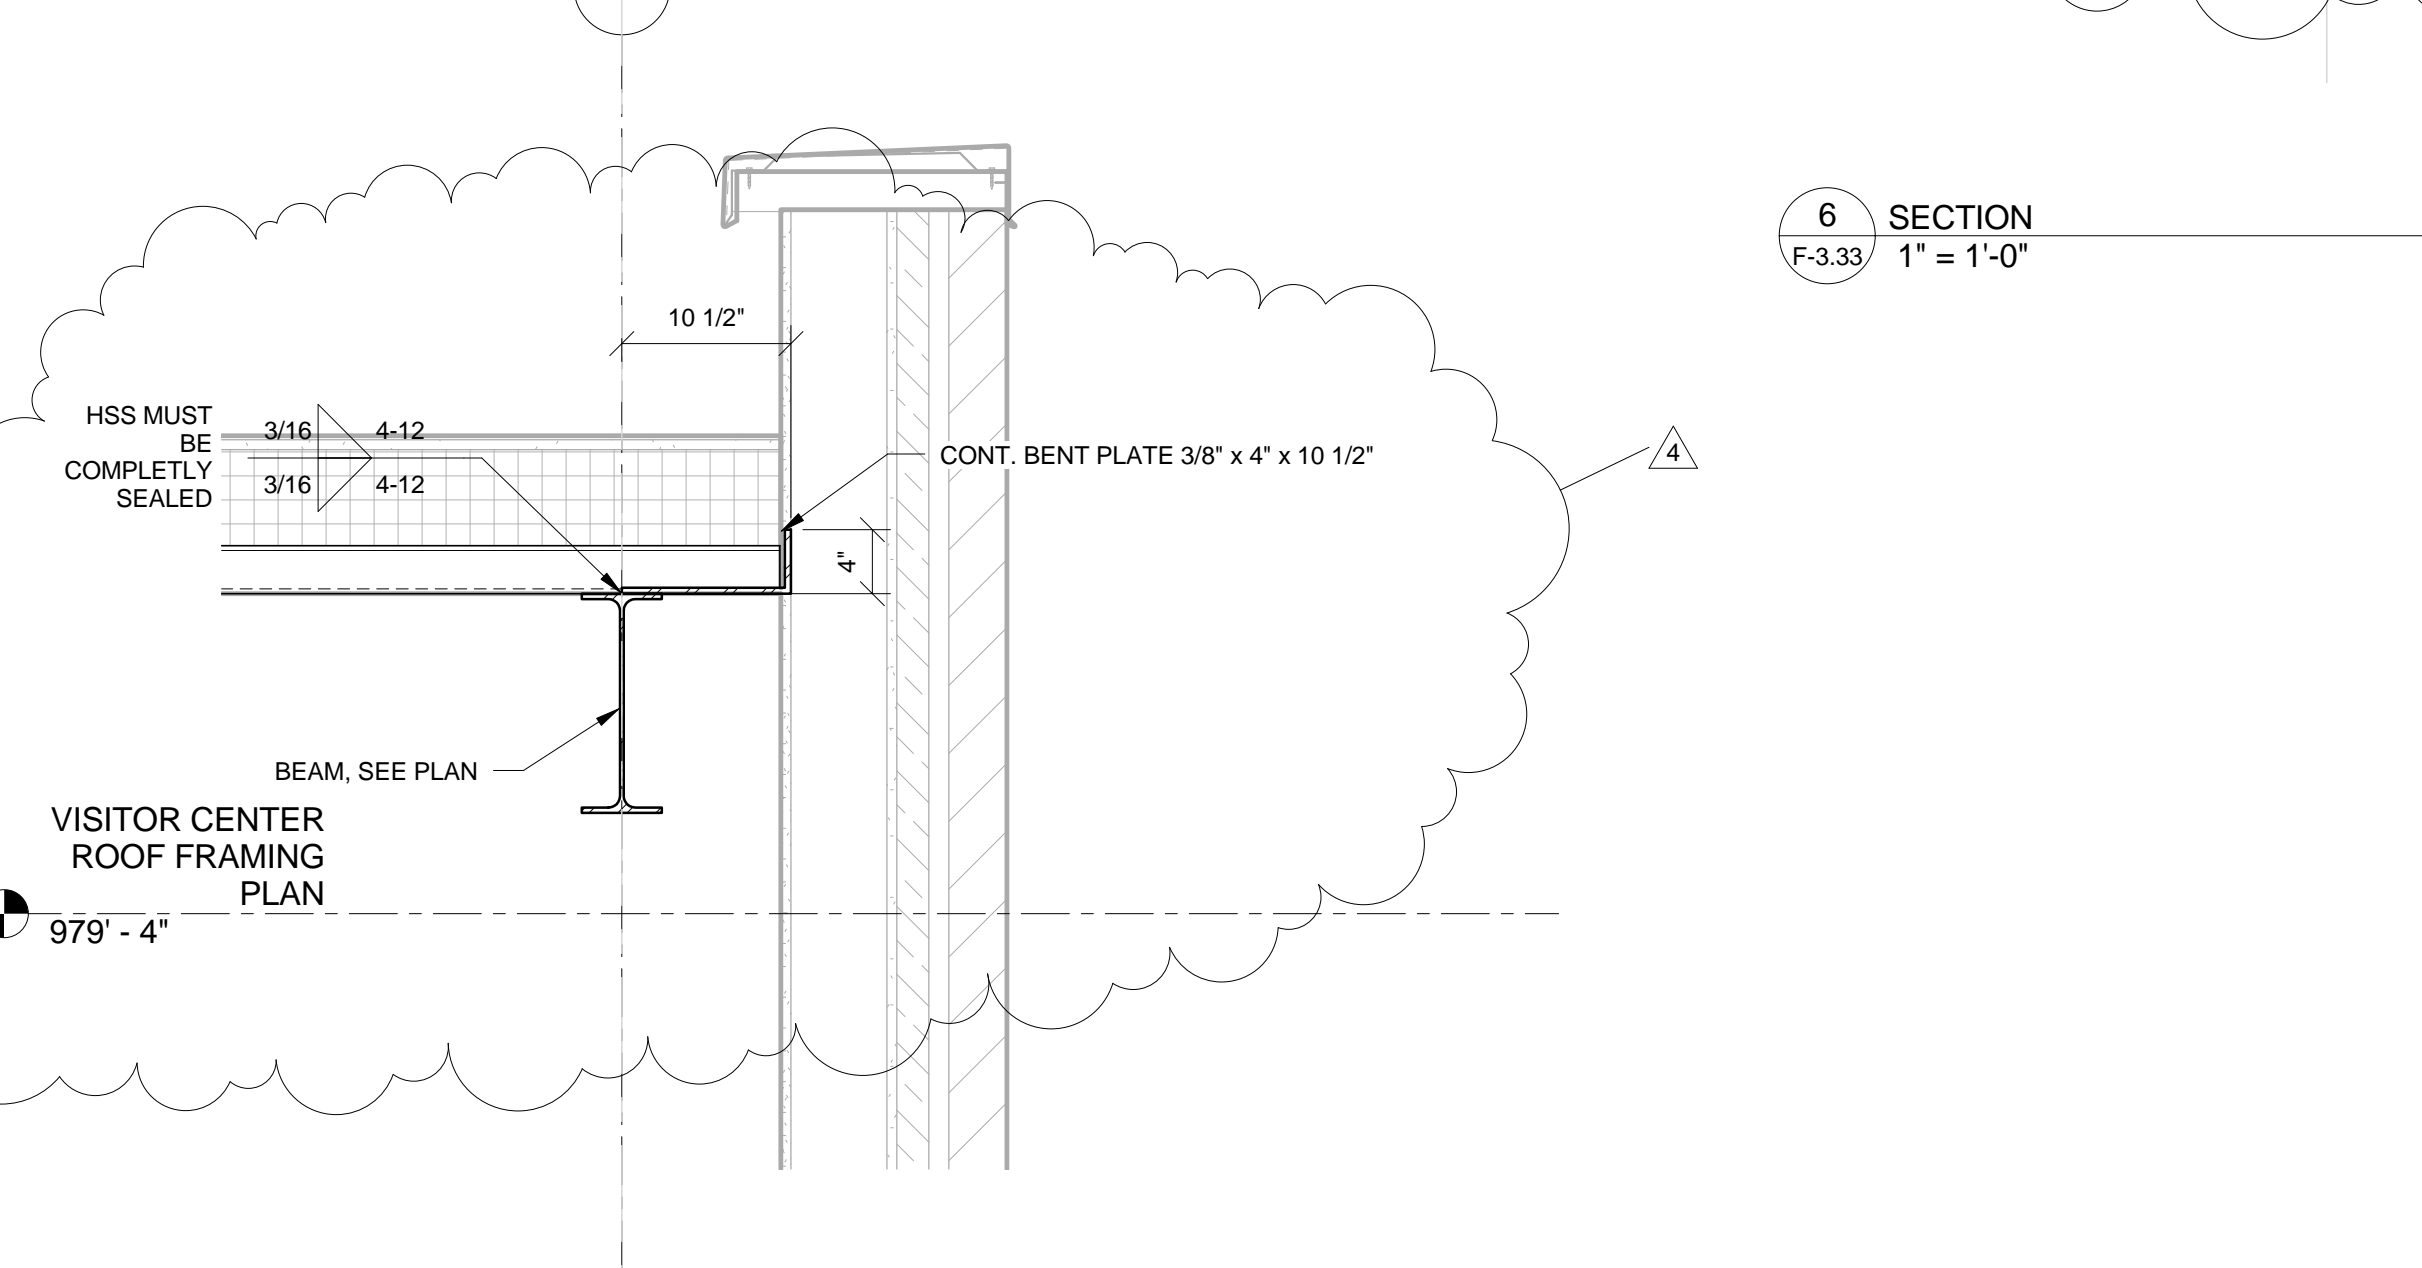 6
SECTION
F-3.33
1" = 1'-0"
10 1/2"
HSS MUST
BE
COMPLETLY
SEALED
3/16
4-12
3/16
4-12
CONT. BENT PLATE 3/8" x 4" x 10 1/2"
4
4"
BEAM, SEE PLAN
VISITOR CENTER
ROOF FRAMING
PLAN
979' - 4"